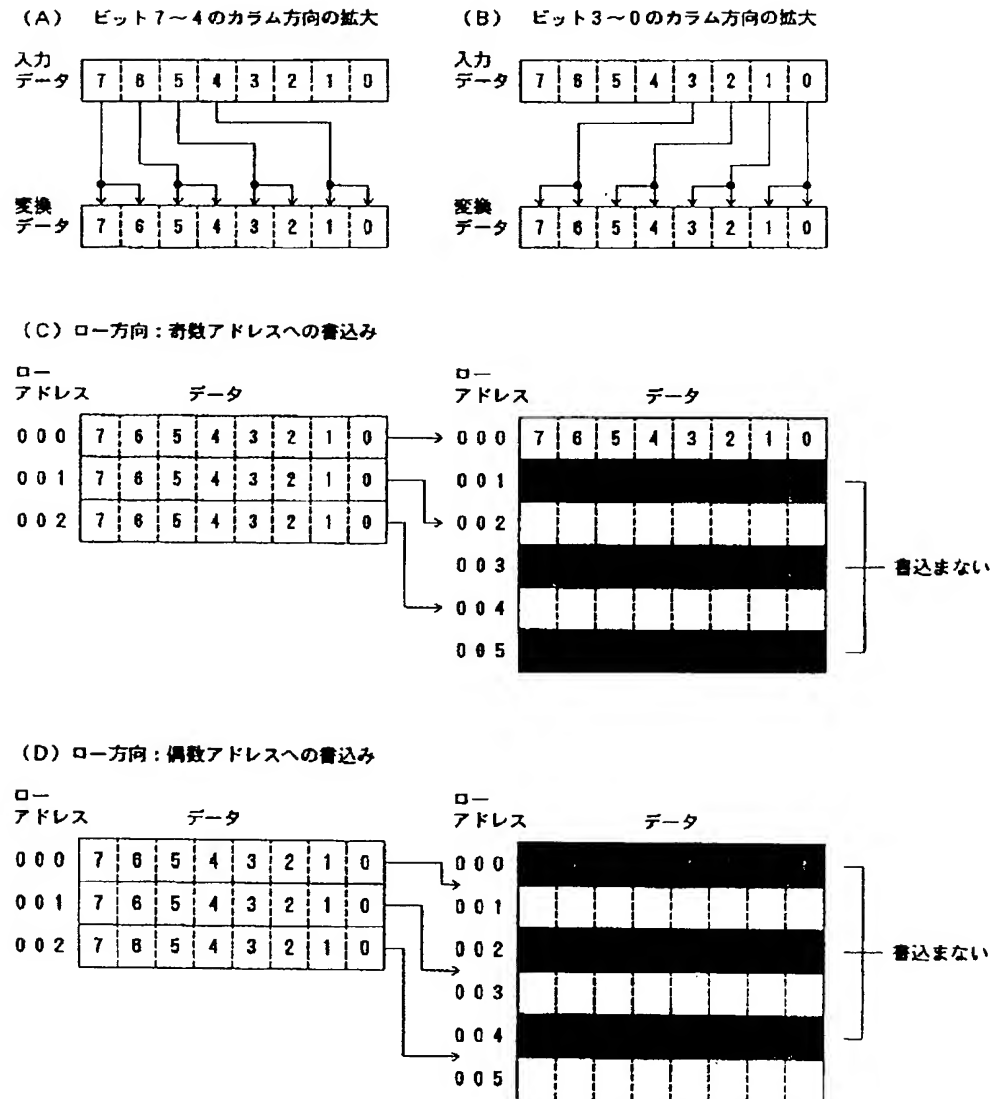 (A) ビット7～4のカラム方向の拡大
(B) ビット3～0のカラム方向の拡大
入力
データ 7 6 5 4 3 2 1 0
入力
データ 7 6 5 4 3 2 1 0
変換
データ 7 6 5 4 3 2 1 0
変換
データ 7 6 5 4 3 2 1 0
(C) ロー方向:奇数アドレスへの書込み
ロー
アドレス データ
000 7 6 5 4 3 2 1 0
001 7 6 5 4 3 2 1 0
002 7 6 5 4 3 2 1 0
ロー
アドレス データ
000 7 6 5 4 3 2 1 0
001
002
003
004
005
書込まない
(D) ロー方向:偶数アドレスへの書込み
ロー
アドレス データ
000 7 6 5 4 3 2 1 0
001 7 6 5 4 3 2 1 0
002 7 6 5 4 3 2 1 0
ロー
アドレス データ
000
001
002
003
004
005
書込まない